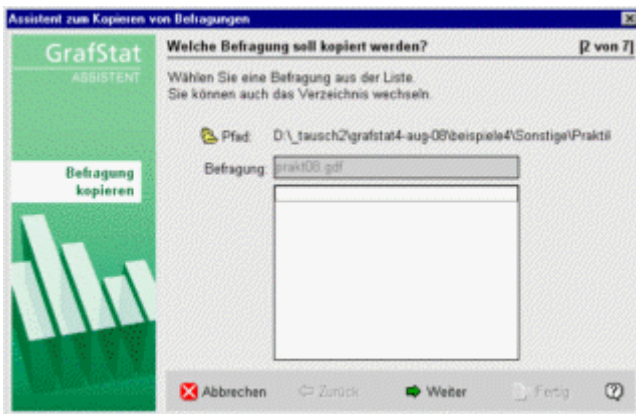 Assistent zum Kopieren von Befragungen
GrafStat
ASSISTENT
Befragung
kopieren
Welche Befragung soll kopiert werden? [2 von 7]
Wählen Sie eine Befragung aus der Liste.
Sie können auch das Verzeichnis wechseln.
Pfad: D:\_tausch2\grafstat4-aug-08\beispiele4\Sonstige\Prakti
Befragung: prakt08.gdf
Abbrechen Zurück Weiter Fertig